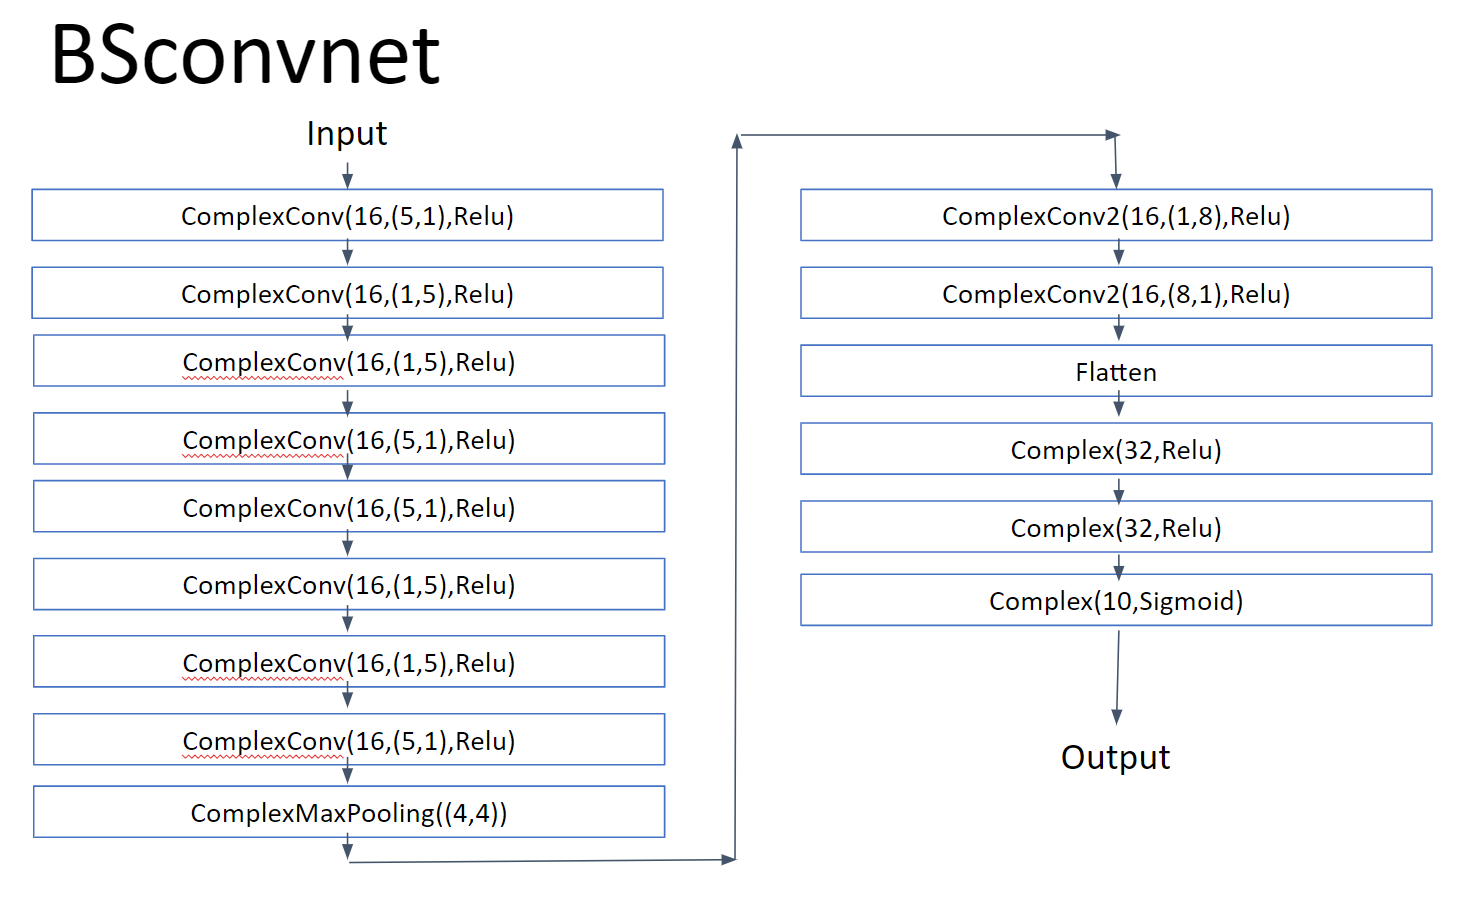 BSconvnet
Input
ComplexConv(16,(5,1),Relu)
ComplexConv(16,(1,5),Relu)
ComplexConv(16,(1,5),Relu)
ComplexConv(16,(5,1),Relu)
ComplexConv(16,(5,1),Relu)
ComplexConv(16,(1,5),Relu)
ComplexConv(16,(1,5),Relu)
ComplexConv(16,(5,1),Relu)
ComplexMaxPooling((4,4))
ComplexConv2(16,(1,8),Relu)
ComplexConv2(16,(8,1),Relu)
Flatten
Complex(32,Relu)
Complex(32,Relu)
Complex(10,Sigmoid)
Output